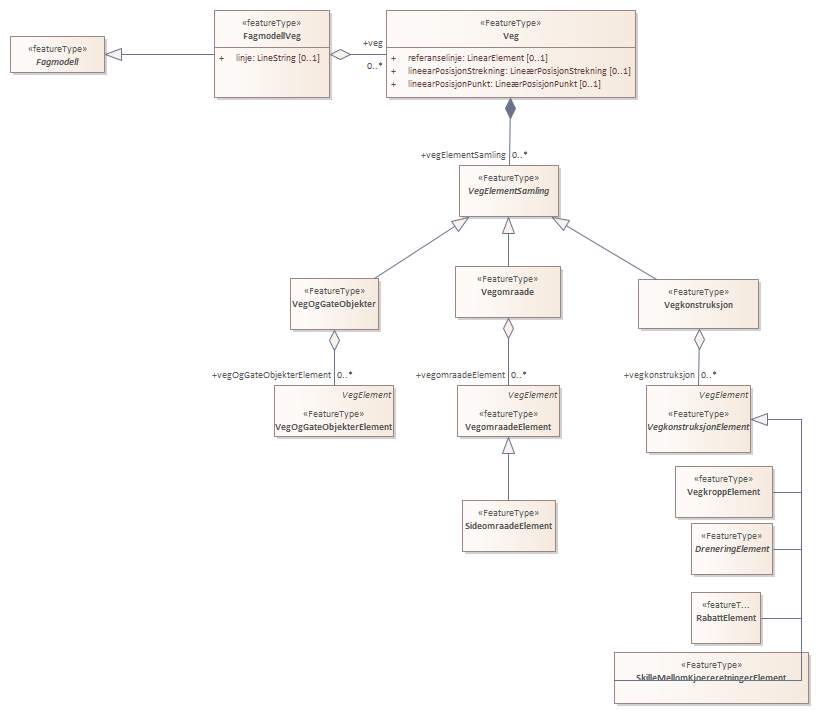 «featureType»
Fagmodell
«featureType»
FagmodellVeg
+ linje: LineString [0..1]
+veg
0..*
«FeatureType»
Veg
+ referanselinje: LinearElement [0..1]
+ lineearPosisjonStrekning: LineærPosisjonStrekning [0..1]
+ lineearPosisjonPunkt: LineærPosisjonPunkt [0..1]
+vegElementSamling 0..*
«FeatureType»
VegElementSamling
«FeatureType»
VegOgGateObjekter
«FeatureType»
Vegomraade
«FeatureType»
Vegkonstruksjon
+vegOgGateObjekterElement 0..*
+vegomraadeElement 0..*
+vegkonstruksjon 0..*
VegElement
«FeatureType»
VegOgGateObjekterElement
VegElement
«featureType»
VegomraadeElement
VegElement
«FeatureType»
VegkonstruksjonElement
«FeatureType»
SideomraadeElement
«featureType»
VegkroppElement
«FeatureType»
DreneringElement
«featureT...
RabattElement
«FeatureType»
SkilleMellomKjoereretningerElement